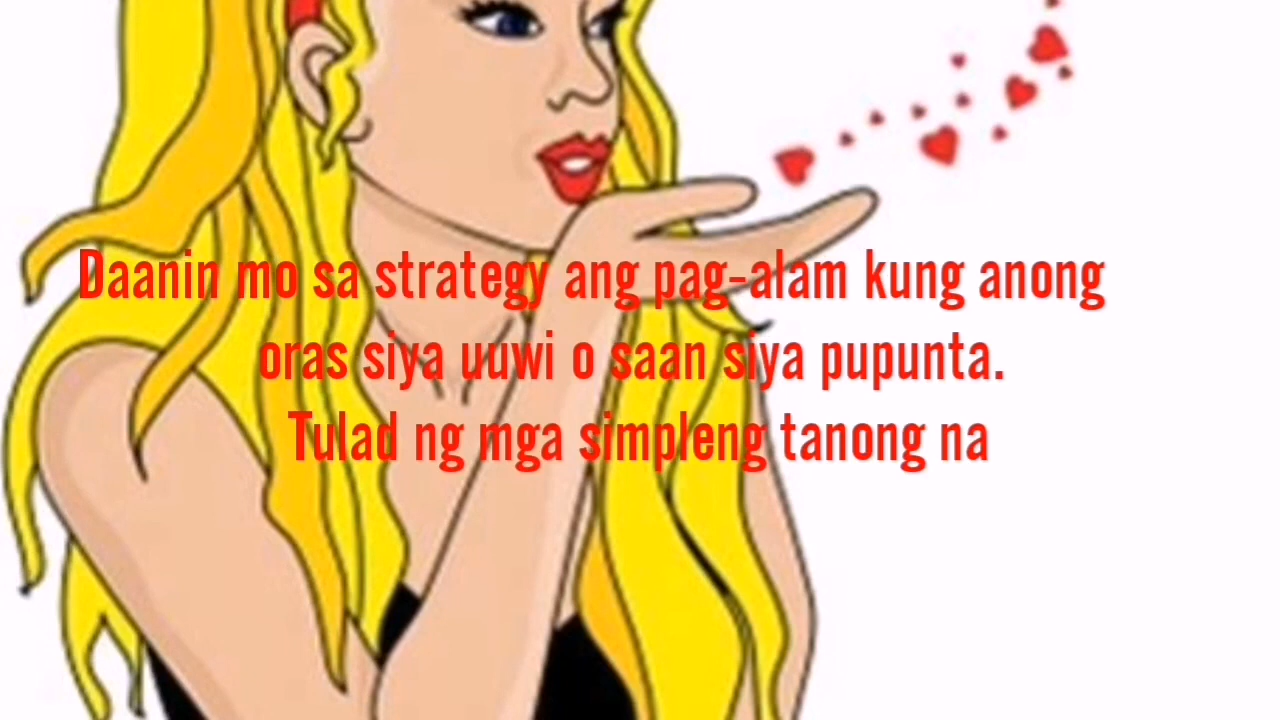 Daanin mo sa strategy ang pag-alam kung anong
oras siya uuwi o saan siya pupunta.
Tulad ng mga simpleng tanong na